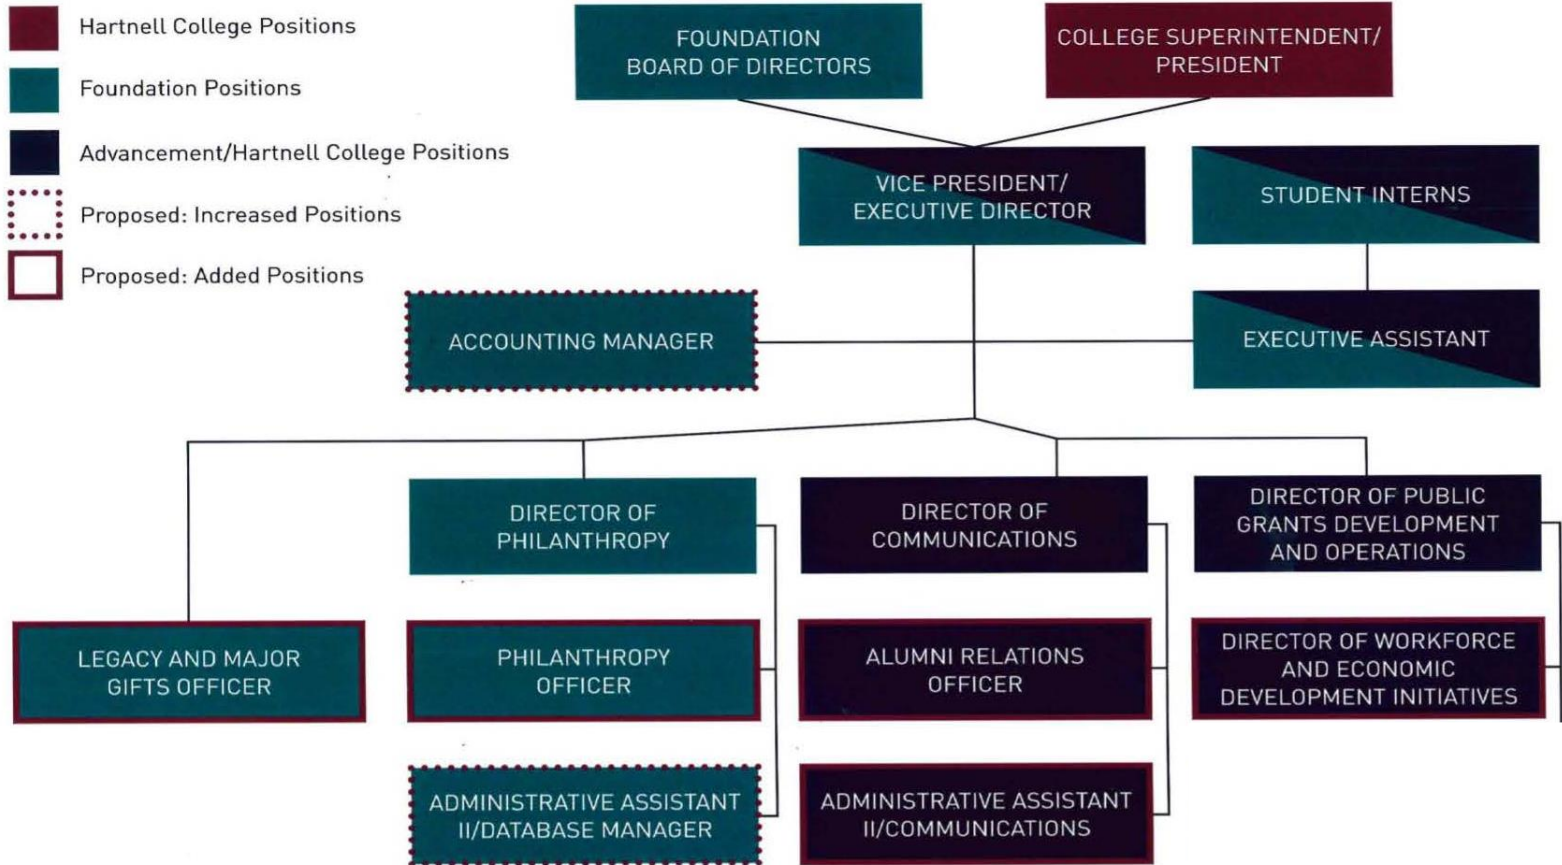 Hartnell College Positions
Foundation Positions
Advancement/Hartnell College Positions
Proposed: Increased Positions
Proposed: Added Positions
FOUNDATION
BOARD OF DIRECTORS
COLLEGE SUPERINTENDENT/
PRESIDENT
VICE PRESIDENT/
EXECUTIVE DIRECTOR
STUDENT INTERNS
ACCOUNTING MANAGER
EXECUTIVE ASSISTANT
DIRECTOR OF
PHILANTHROPY
DIRECTOR OF
COMMUNICATIONS
DIRECTOR OF PUBLIC
GRANTS DEVELOPMENT
AND OPERATIONS
LEGACY AND MAJOR
GIFTS OFFICER
PHILANTHROPY
OFFICER
ALUMNI RELATIONS
OFFICER
DIRECTOR OF WORKFORCE
AND ECONOMIC
DEVELOPMENT INITIATIVES
ADMINISTRATIVE ASSISTANT
II/DATABASE MANAGER
ADMINISTRATIVE ASSISTANT
II/COMMUNICATIONS